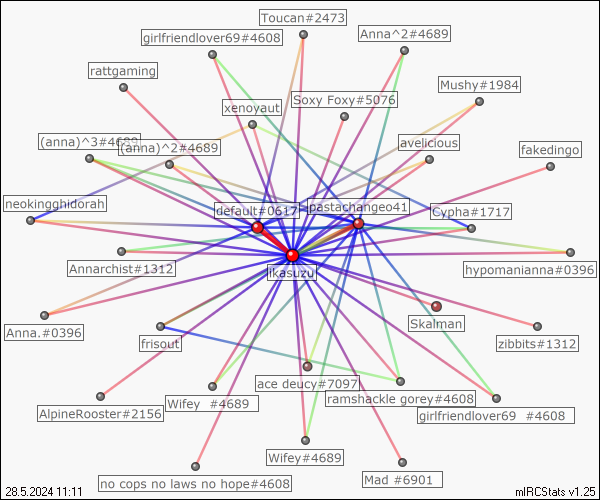 Toucan#2473
girlfriendlover69#4608
Anna^2#4689
rattgaming
Mushy#1984
xenoyaut
Soxy Foxy#5076
(anna)^3#4689
(anna)^2#4689
avelicious
fakedingo
neokingghidorah
default#0617
pastachangeo41
Cypha#1717
Annarchist#1312
ikasuzu
hypomanianna#0396
Anna.#0396
frisout
Skalman
zibbits#1312
ace deucy#7097
AlpineRooster#2156
Wifey #4689
ramshackle gorey#4608
girlfriendlover69 #4608
Wifey#4689
no cops no laws no hope#4608
Mad #6901
28.5.2024 11:11
mIRCStats v1.25